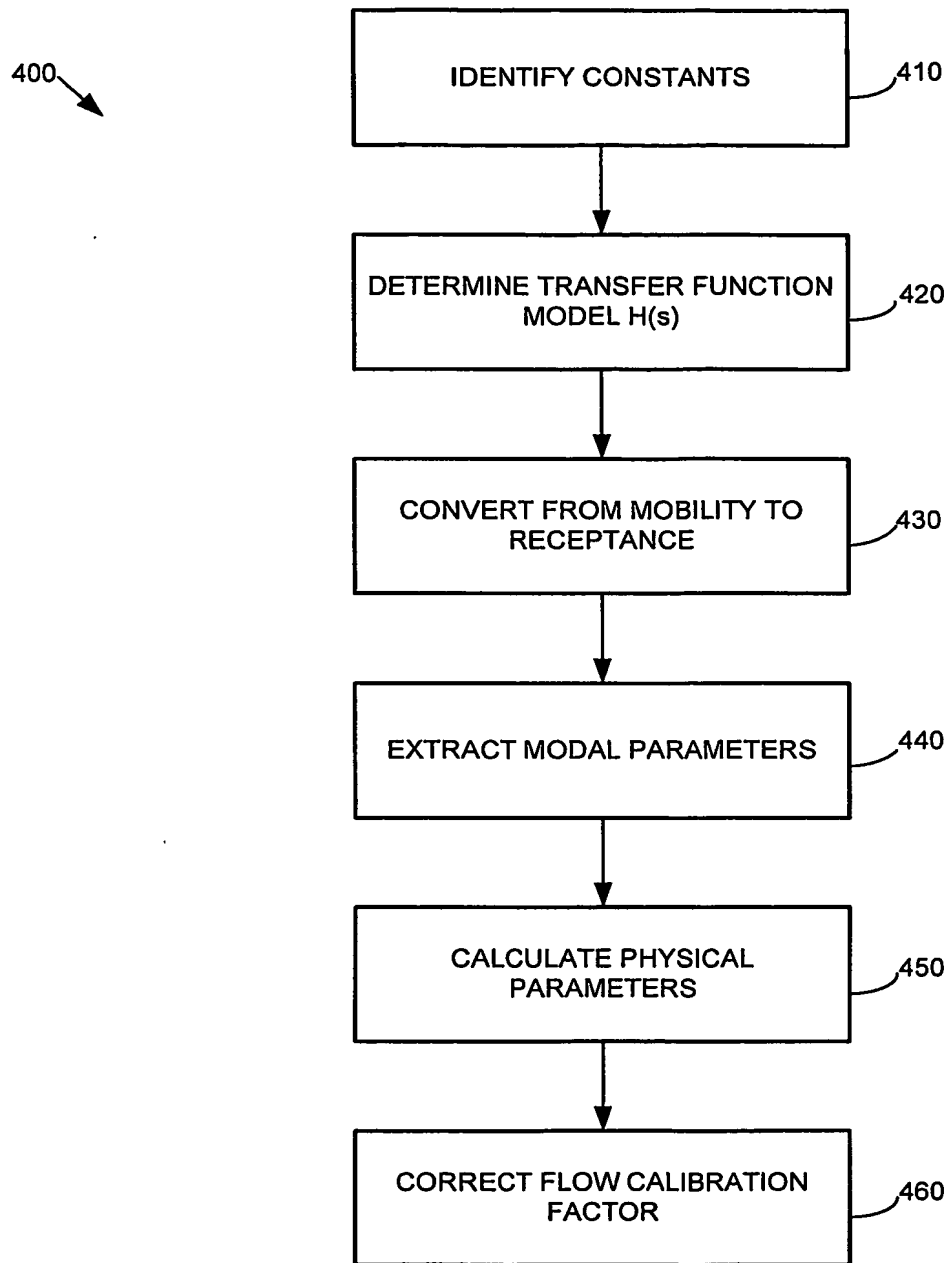 400
IDENTIFY CONSTANTS
410
DETERMINE TRANSFER FUNCTION
MODEL H(s)
420
CONVERT FROM MOBILITY TO
RECEPTANCE
430
EXTRACT MODAL PARAMETERS
440
CALCULATE PHYSICAL
PARAMETERS
450
CORRECT FLOW CALIBRATION
FACTOR
460